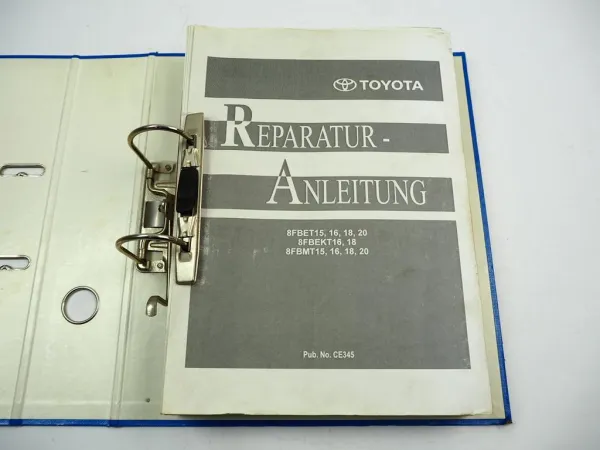 TOYOTA
REPARATUR -
ANLEITUNG
8FBET15, 16, 18, 20
8FBEKT16, 18
8FBMT15, 16, 18, 20
Pub. No. CE345